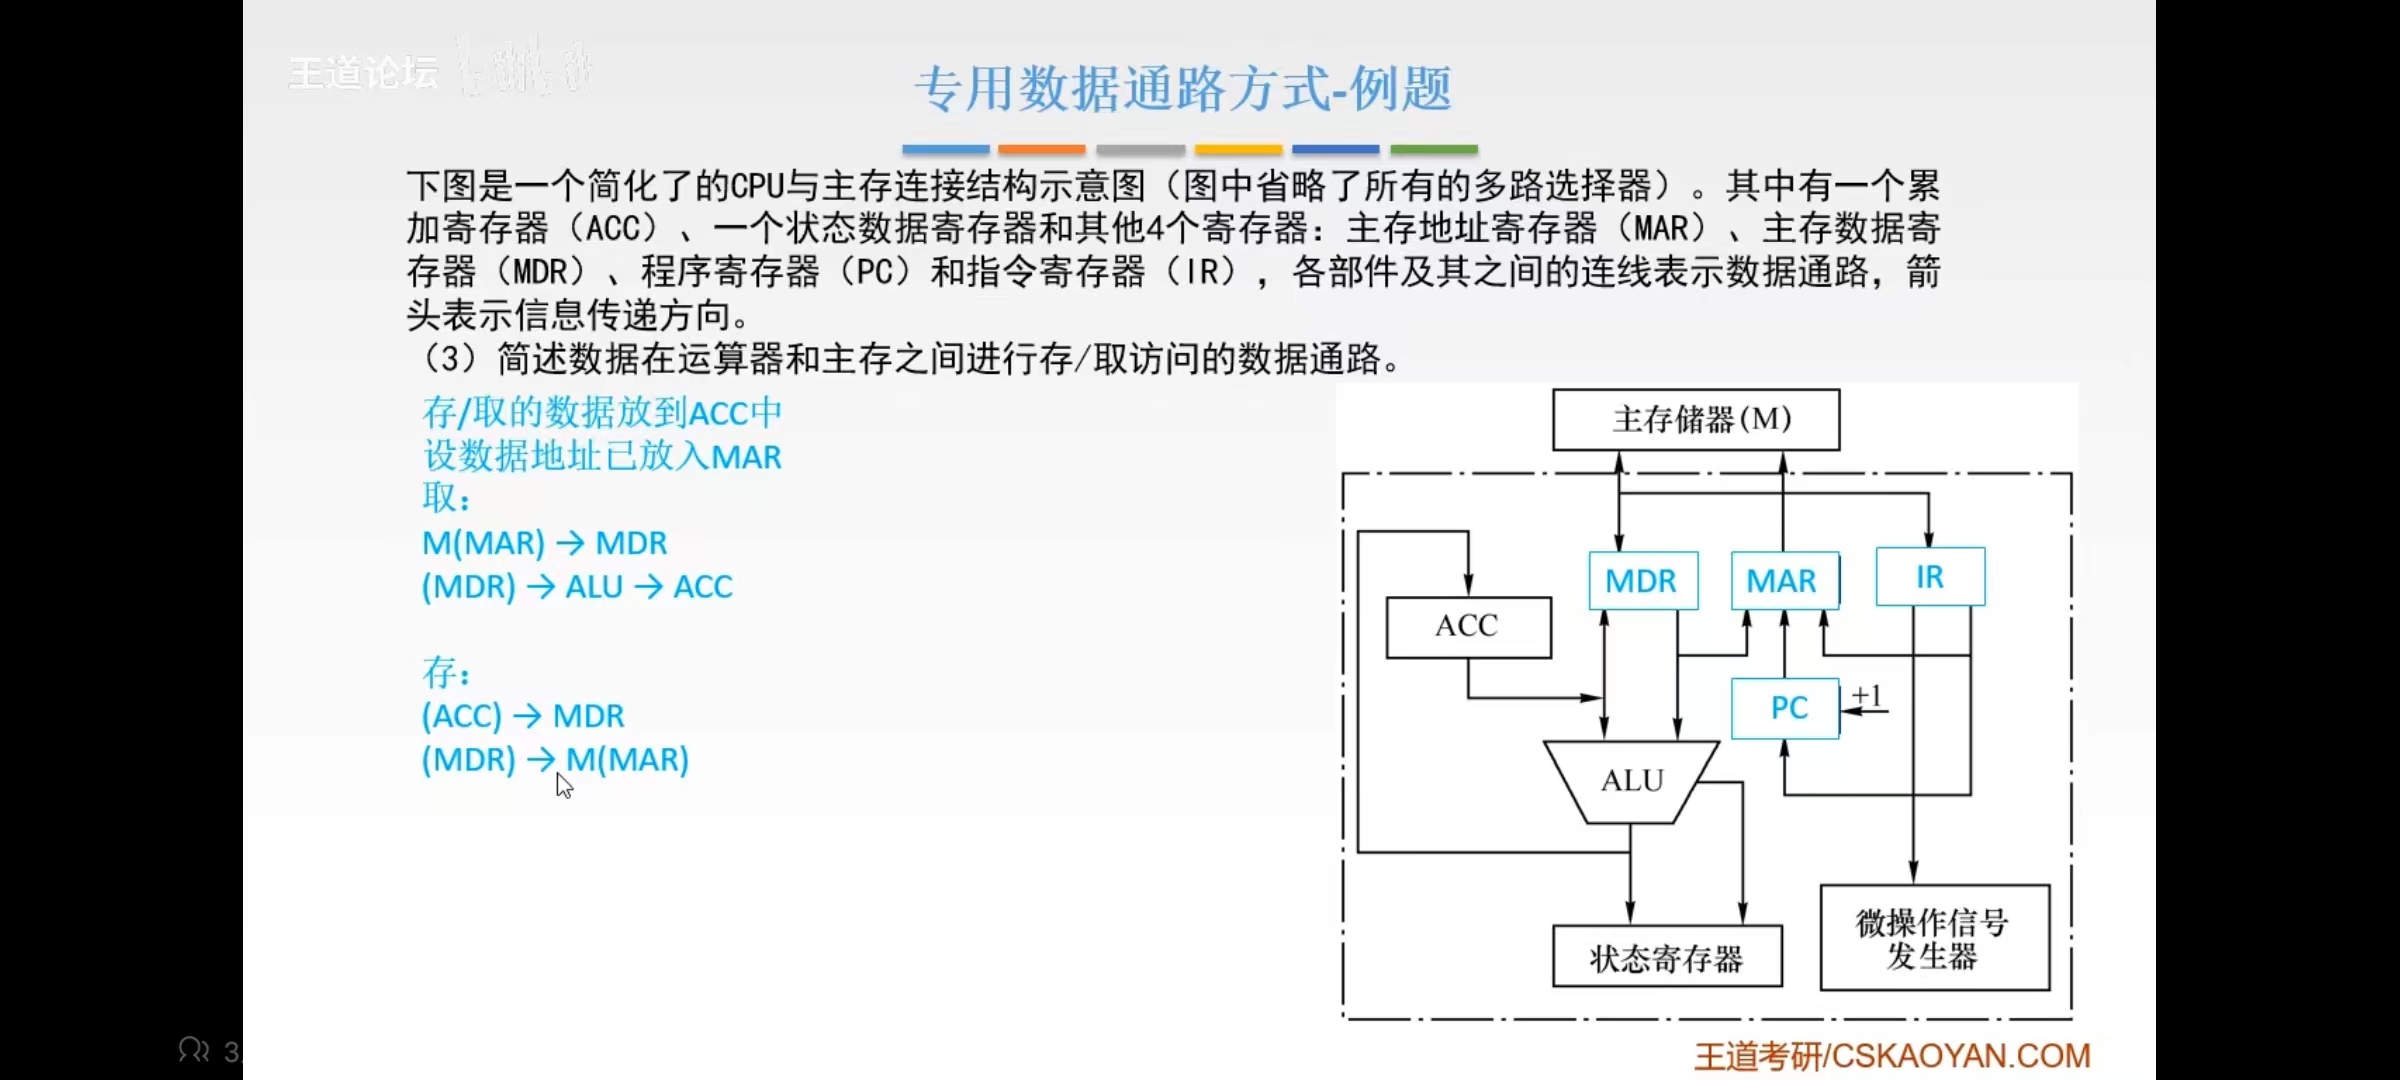 王道论坛
专用数据通路方式-例题
下图是一个简化了的CPU与主存连接结构示意图（图中省略了所有的多路选择器）。其中有一个累
加寄存器（ACC）、一个状态数据寄存器和其他4个寄存器：主存地址寄存器（MAR）、主存数据寄
存器（MDR）、程序寄存器（PC）和指令寄存器（IR），各部件及其之间的连线表示数据通路，箭
头表示信息传递方向。
（3）简述数据在运算器和主存之间进行存/取访问的数据通路。
存/取的数据放到ACC中
设数据地址已放入MAR
取：
M(MAR) → MDR
(MDR) → ALU → ACC
存：
(ACC) → MDR
(MDR) → M(MAR)
主存储器(M)
MDR
MAR
IR
ACC
PC
+1
ALU
状态寄存器
微操作信号
发生器
王道考研/CSKAOYAN.COM
3